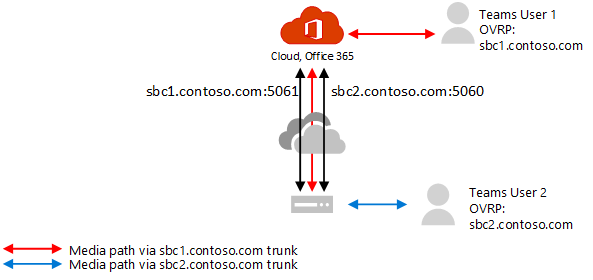 Teams User 1
OVRP:
sbc1.contoso.com
Cloud, Office 365
sbc1.contoso.com:5061
sbc2.contoso.com:5060
Teams User 2
OVRP:
sbc2.contoso.com
Media path via sbc1.contoso.com trunk
Media path via sbc2.contoso.com trunk